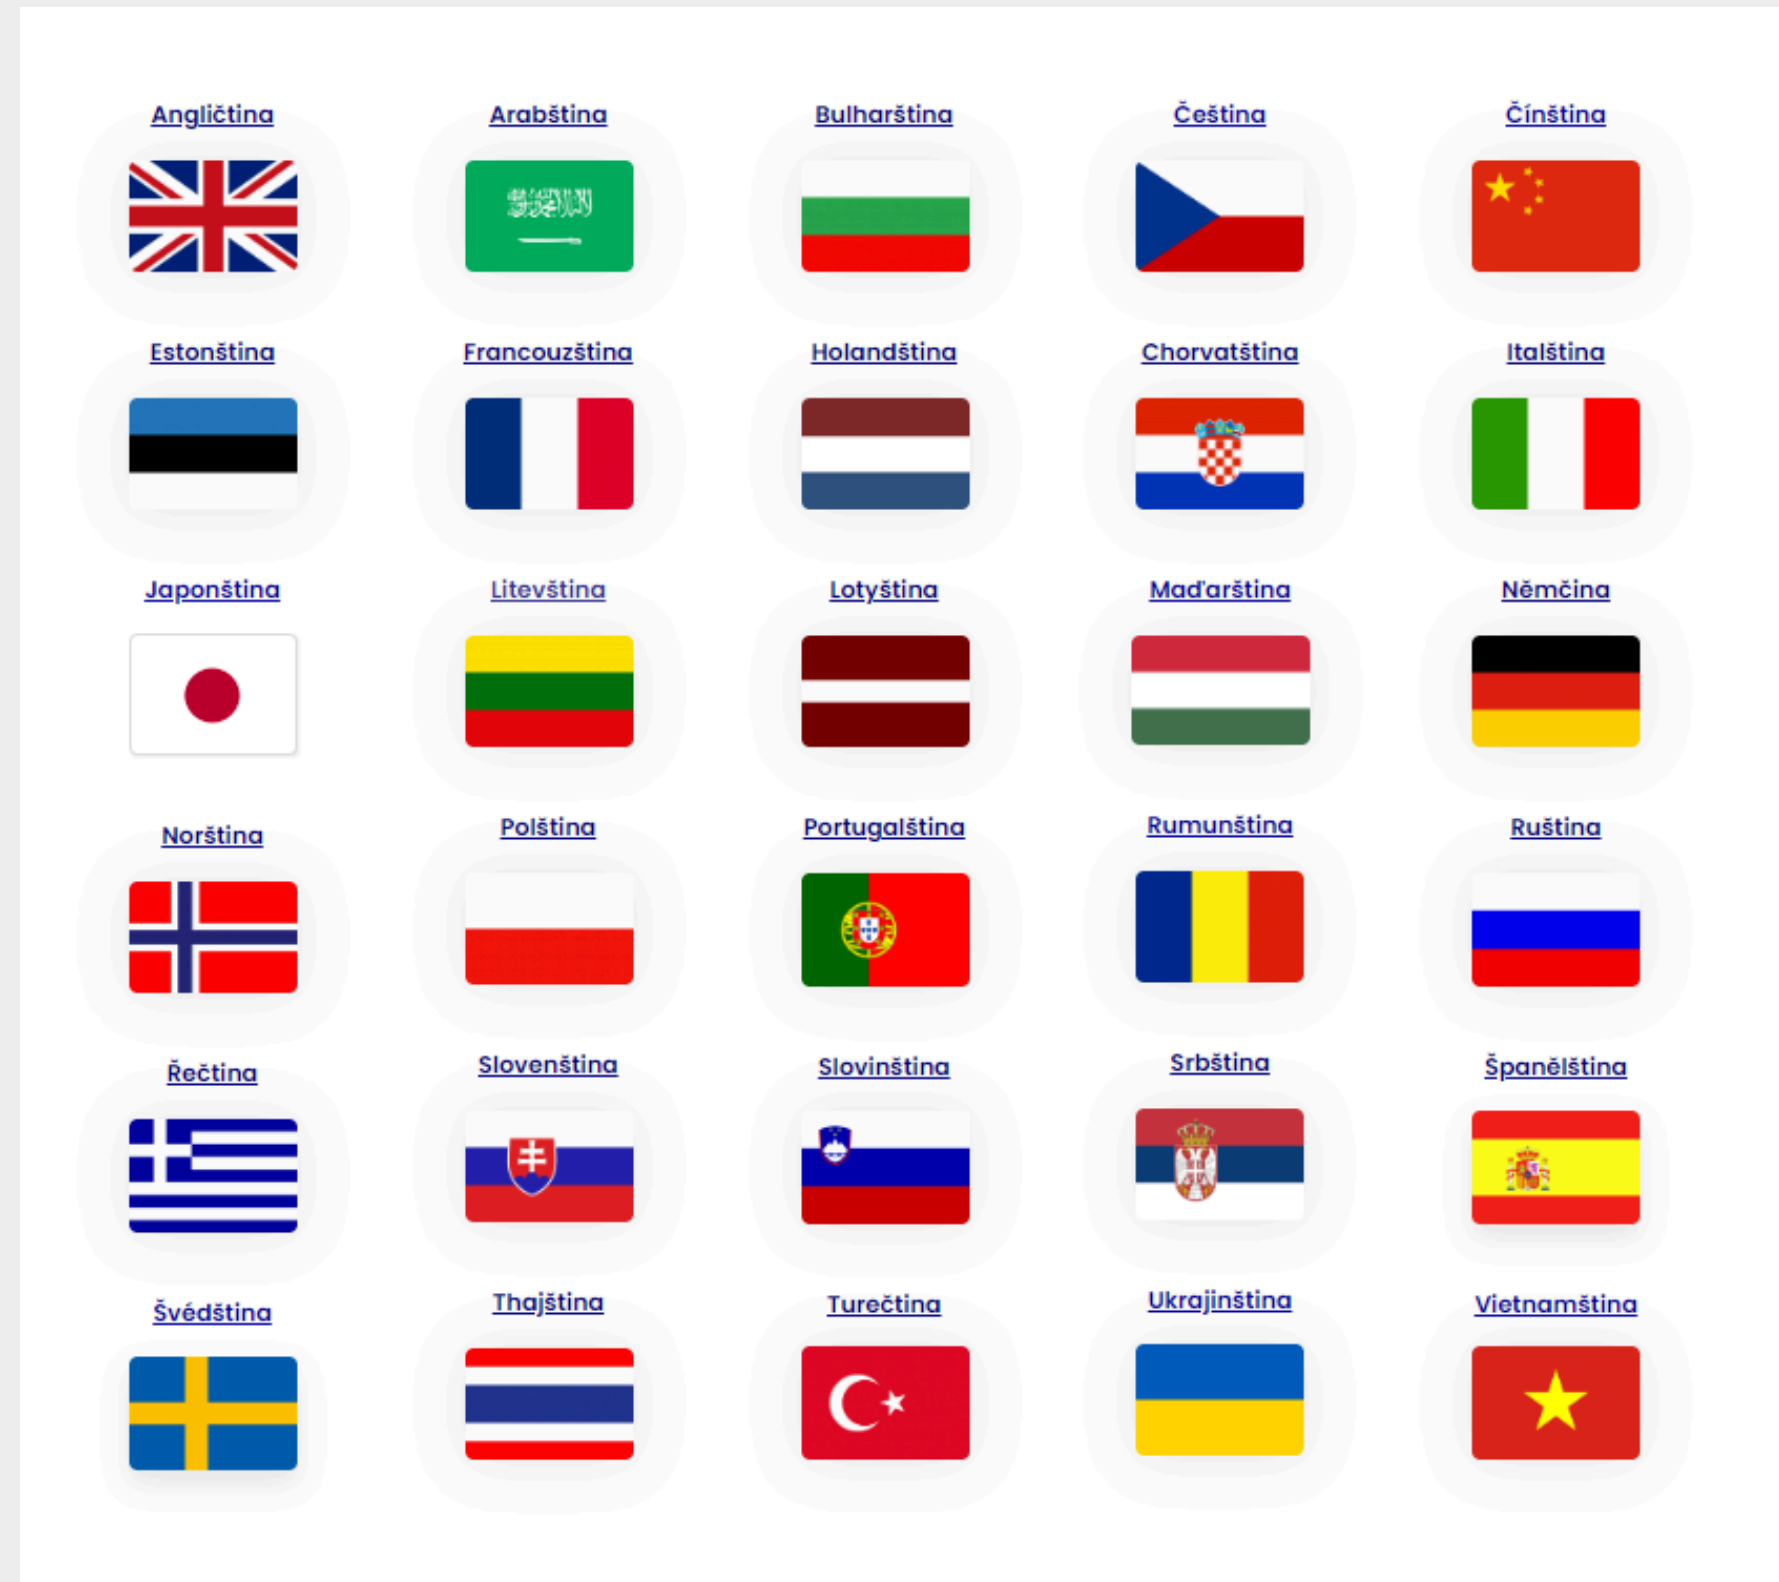 Angličtina
Arabština
Bulharština
Čeština
Čínština
Estonština
Francouzština
Holandština
Chorvatština
Italština
Japonština
Litevština
Lotyština
Maďarština
Němčina
Norština
Polština
Portugalština
Rumunština
Ruština
Řečtina
Slovenština
Slovinština
Srbština
Španělština
Švédština
Thajština
Turečtina
Ukrajinština
Vietnamština